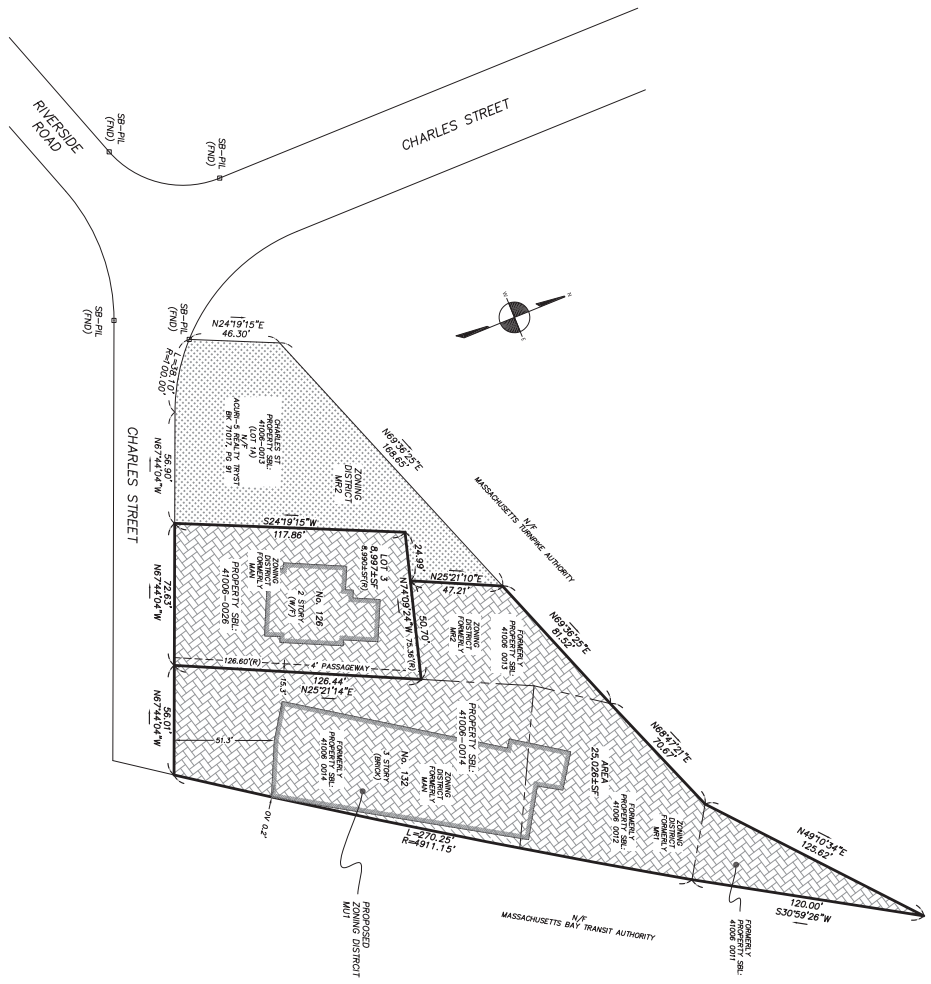 CHARLES STREET
RIVERSIDE
ROAD
SB-PIL
(FND)
SB-PIL
(FND)
SB-PIL
(FND)
SB-PIL
(FND)
N
W
E
N24°19'15"E
46.30'
L=38.10'
R=100.00'
CHARLES ST
PROPERTY SBL:
41006-0013
(LOT 1A)
N/F
ACURI-5 REALTY TRYST
BK 71017, PG 91
ZONING
DISTRICT
MR2
N69°36'25"E
168.65'
N/F
MASSACHUSETTS TURNPIKE AUTHORITY
CHARLES STREET
N67°44'04"W
56.90'
S24°19'15"W
117.86'
24.99'
N74°09'24"W
50.70'
75.36'(R)
N25°21'10"E
47.21'
N69°36'25"E
81.52'
LOT 3
8,997±SF
8,990±SF(R)
No. 126
2 STORY
(W/F)
ZONING
DISTRICT
FORMERLY
MAN
PROPERTY SBL:
41006-0026
N67°44'04"W
72.63'
FORMERLY
PROPERTY SBL:
41006 0013
ZONING
DISTRICT
FORMERLY
MR2
126.60'(R)
4' PASSAGEWAY
126.44'
N25°21'14"E
15.3'
N67°44'04"W
56.01'
51.3'
PROPERTY SBL:
41006-0014
ZONING
DISTRICT
FORMERLY
MAN
No. 132
3 STORY
(BRICK)
FORMERLY
PROPERTY SBL:
41006 0014
AREA
25,026±SF
FORMERLY
PROPERTY SBL:
41006 0012
ZONING
DISTRICT
FORMERLY
MR1
N68°47'21"E
70.67'
N49°10'34"E
125.62'
OV 0.2'
L=270.25'
R=4911.15'
120.00'
S30°59'26"W
PROPOSED
ZONING DISTRCIT
MU1
N/F
MASSACHUSETTS BAY TRANSIT AUTHORITY
FORMERLY
PROPERTY SBL:
41006 0011